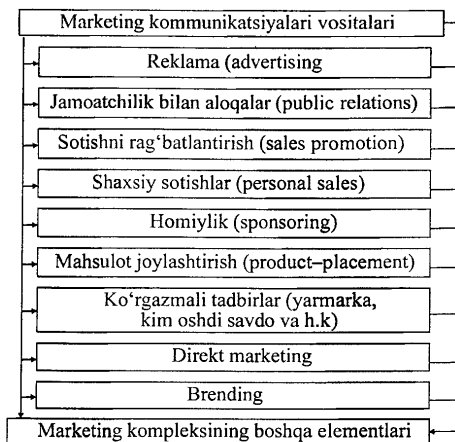 Marketing kommunikatsiyalari vositalari
Reklama (advertising
Jamoatchilik bilan aloqalar (public relations)
Sotishni rag‘batlantirish (sales promotion)
Shaxsiy sotishlar (personal sales)
Homiylik (sponsoring)
Mahsulot joylashtirish (product–placement)
Ko‘rgazmali tadbirlar (yarmarka,
kim oshdi savdo va h.k)
Direkt marketing
Brending
Marketing kompleksining boshqa elementlari